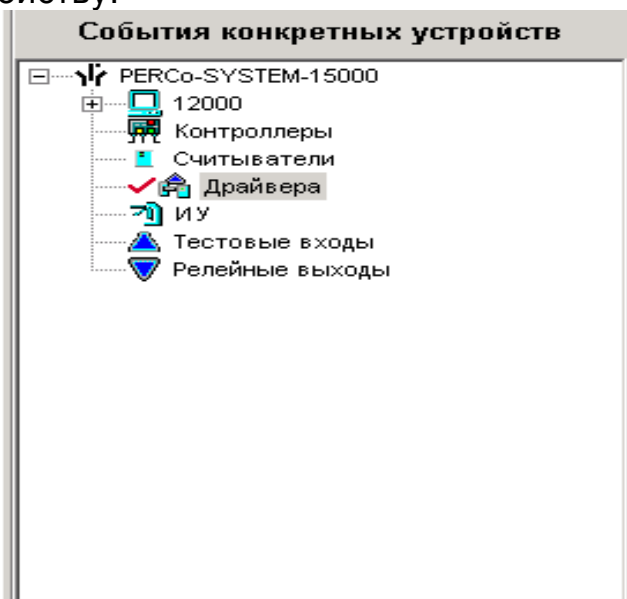 События конкретных устройств
PERCo-SYSTEM-15000
12000
Контроллеры
Считыватели
Драйвера
ИУ
Тестовые входы
Релейные выходы